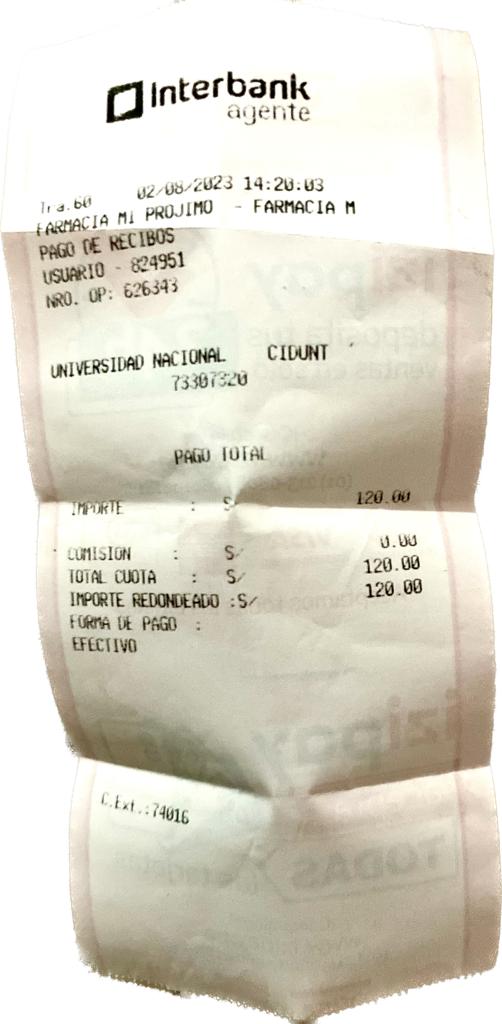 Interbank
agente
Tra.60 02/08/2023 14:20:03
FARMACIA MI PROJIMO - FARMACIA M
PAGO DE RECIBOS
USUARIO - 824951
NRO. OP: 626343
UNIVERSIDAD NACIONAL CIDUNT
73307320
PAGO TOTAL
IMPORTE : S/ 120.00
COMISION : S/ 0.00
TOTAL CUOTA : S/ 120.00
IMPORTE REDONDEADO :S/ 120.00
FORMA DE PAGO :
EFECTIVO
C.Ext.:74016